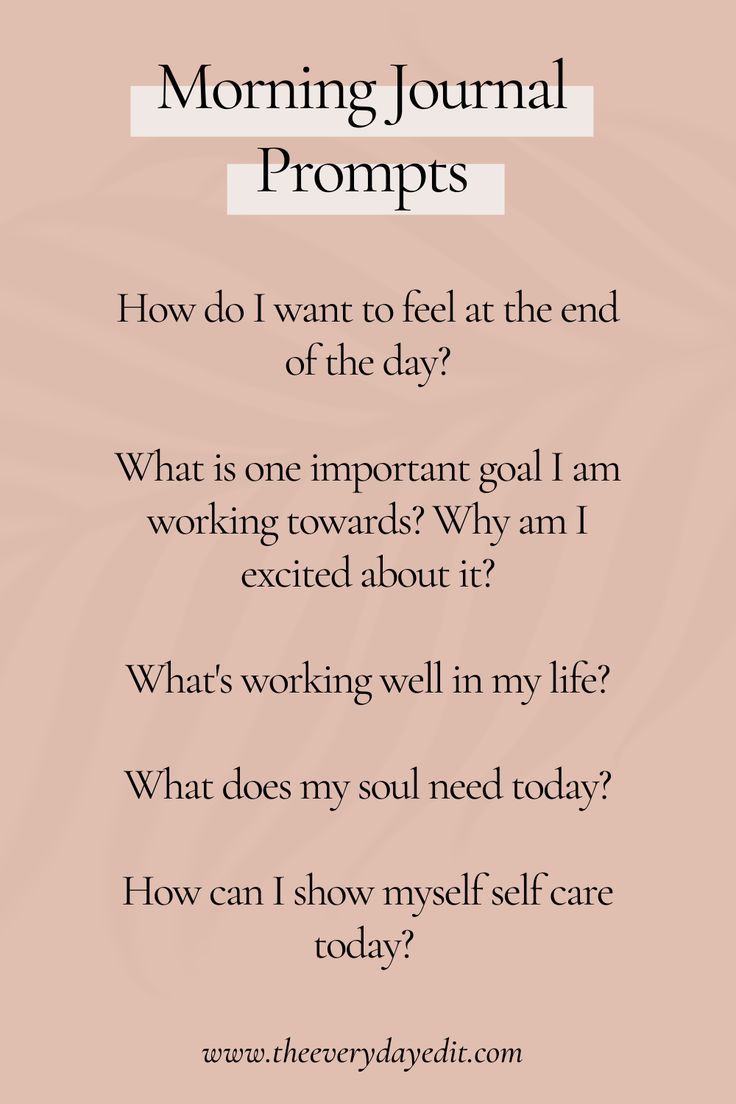 Morning Journal
Prompts
How do I want to feel at the end
of the day?
What is one important goal I am
working towards? Why am I
excited about it?
What's working well in my life?
What does my soul need today?
How can I show myself self care
today?
www.theeverydayedit.com